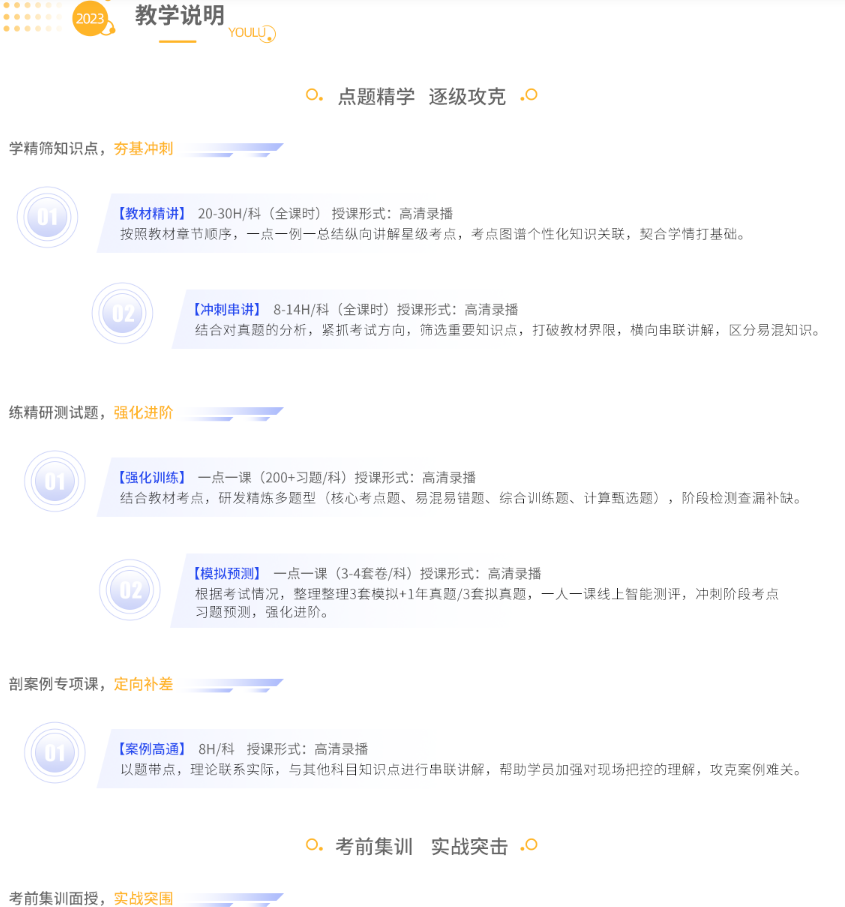 2023
教学说明
YOULU
点题精学 逐级攻克
学精筛知识点，夯基冲刺
01
【教材精讲】 20-30H/科（全课时） 授课形式：高清录播
按照教材章节顺序，一点一例一总结纵向讲解星级考点，考点图谱个性化知识关联，契合学情打基础。
02
【冲刺串讲】 8-14H/科（全课时）授课形式：高清录播
结合对真题的分析，紧抓考试方向，筛选重要知识点，打破教材界限，横向串联讲解，区分易混知识。
练精研测试题，强化进阶
01
【强化训练】 一点一课（200+习题/科）授课形式：高清录播
结合教材考点，研发精炼多题型（核心考点题、易混易错题、综合训练题、计算甄选题），阶段检测查漏补缺。
02
【模拟预测】 一点一课（3-4套卷/科）授课形式：高清录播
根据考试情况，整理整理3套模拟+1年真题/3套拟真题，一人一课线上智能测评，冲刺阶段考点
习题预测，强化进阶。
剖案例专项课，定向补差
01
【案例高通】 8H/科 授课形式：高清录播
以题带点，理论联系实际，与其他科目知识点进行串联讲解，帮助学员加强对现场把控的理解，攻克案例难关。
考前集训 实战突击
考前集训面授，实战突围